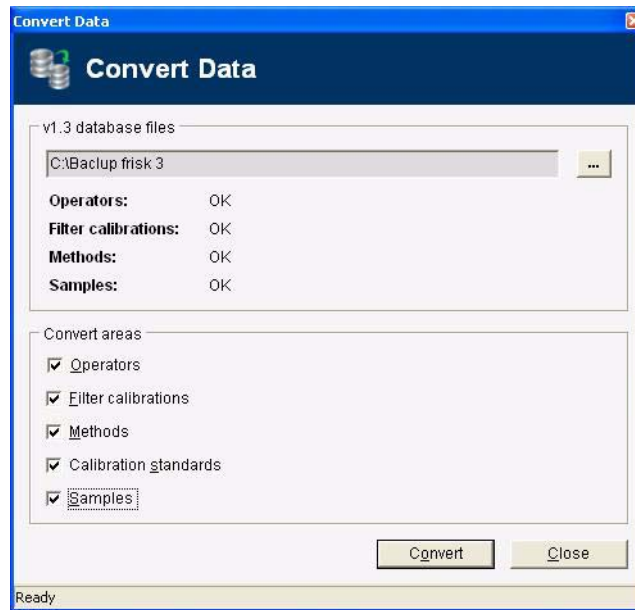 Convert Data
Convert Data
v1.3 database files
C:\Baclup frisk 3
...
Operators: OK
Filter calibrations: OK
Methods: OK
Samples: OK
Convert areas
Operators
Filter calibrations
Methods
Calibration standards
Samples
Convert Close
Ready